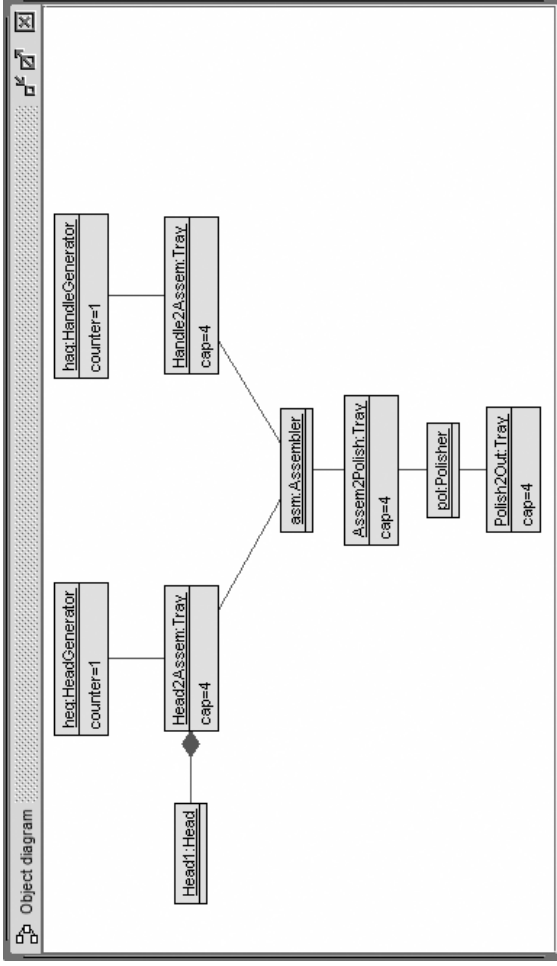 Object diagram
heg:HeadGenerator
counter=1
hag:HandleGenerator
counter=1
Head1:Head
Head2Assem:Tray
cap=4
Handle2Assem:Tray
cap=4
asm:Assembler
Assem2Polish:Tray
cap=4
pol:Polisher
Polish2Out:Tray
cap=4